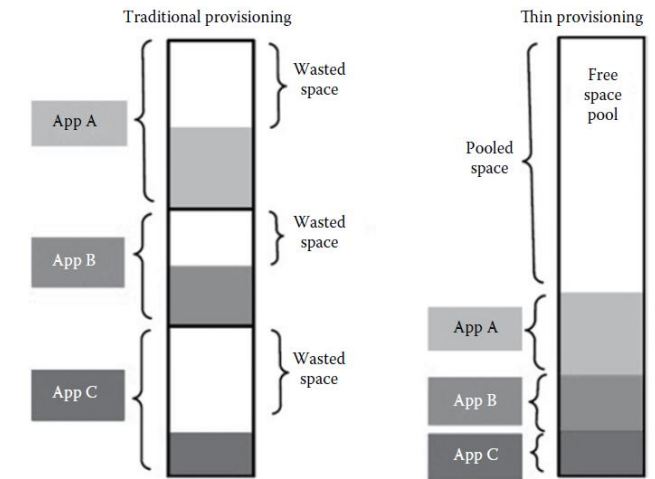 Traditional provisioning
App A
Wasted
space
App B
Wasted
space
App C
Wasted
space
Thin provisioning
Free
space
pool
Pooled
space
App A
App B
App C